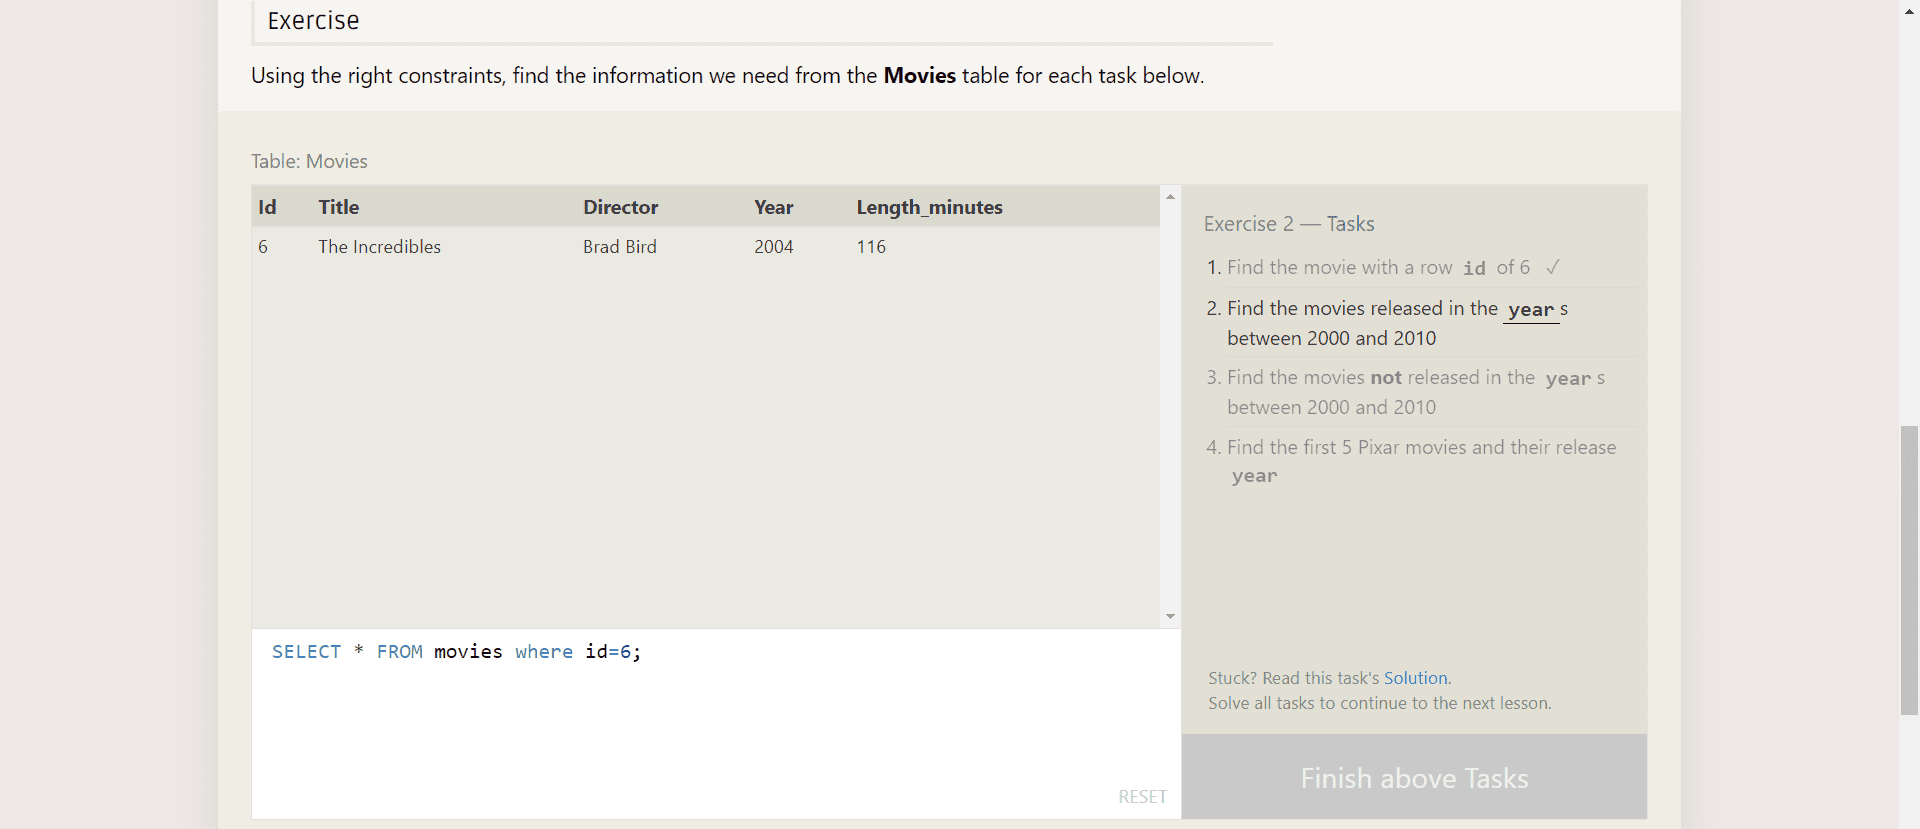 Exercise
Using the right constraints, find the information we need from the Movies table for each task below.
Table: Movies
Id Title Director Year Length_minutes
6 The Incredibles Brad Bird 2004 116
SELECT * FROM movies where id=6;
RESET
Exercise 2 — Tasks
1. Find the movie with a row id of 6 ✓
2. Find the movies released in the year s
between 2000 and 2010
3. Find the movies not released in the year s
between 2000 and 2010
4. Find the first 5 Pixar movies and their release
year
Stuck? Read this task's Solution.
Solve all tasks to continue to the next lesson.
Finish above Tasks